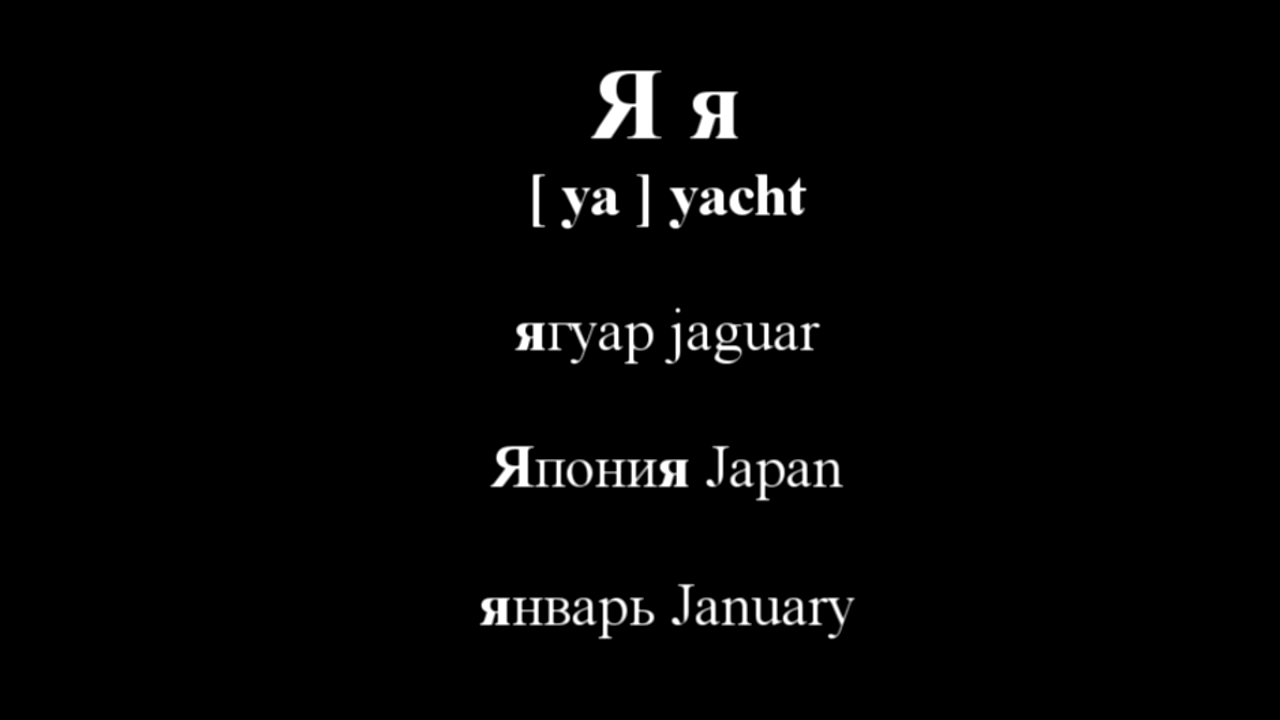 Я я
[ ya ] yacht
ягуар jaguar
Япония Japan
январь January